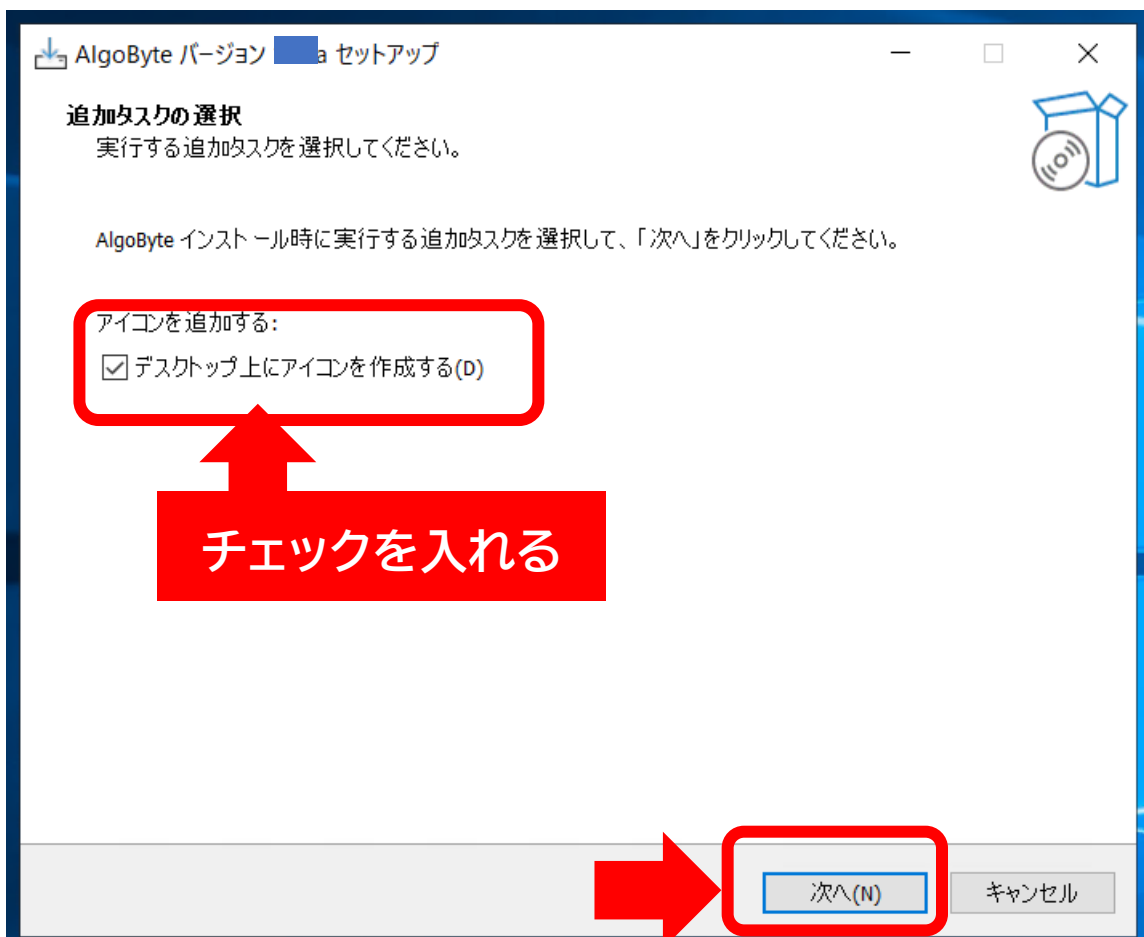 AlgoByte バージョン a セットアップ
追加タスクの選択
実行する追加タスクを選択してください。
AlgoByte インストール時に実行する追加タスクを選択して、「次へ」をクリックしてください。
アイコンを追加する:
デスクトップ上にアイコンを作成する(D)
チェックを入れる
次へ(N)
キャンセル